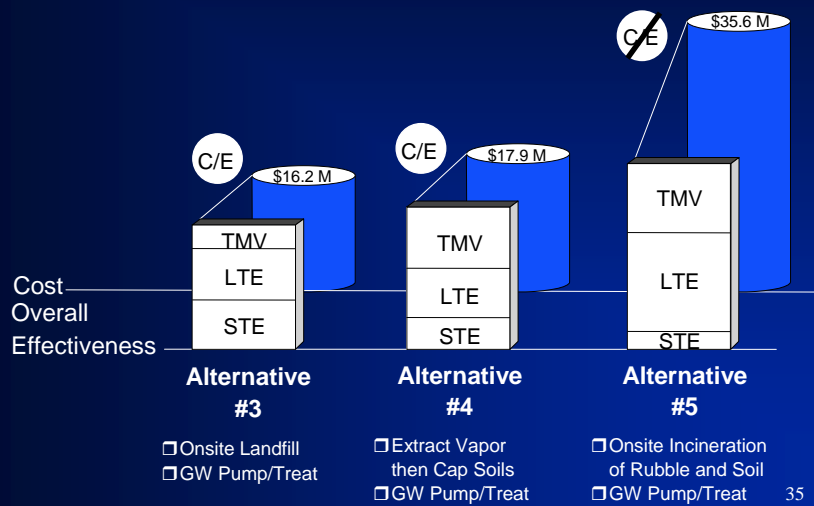 C/E
$35.6 M
C/E
$17.9 M
C/E
$16.2 M
TMV
LTE
STE
TMV
LTE
STE
TMV
LTE
STE
Cost
Overall
Effectiveness
Alternative
#3
Onsite Landfill
GW Pump/Treat
Alternative
#4
Extract Vapor
then Cap Soils
GW Pump/Treat
Alternative
#5
Onsite Incineration
of Rubble and Soil
GW Pump/Treat
35